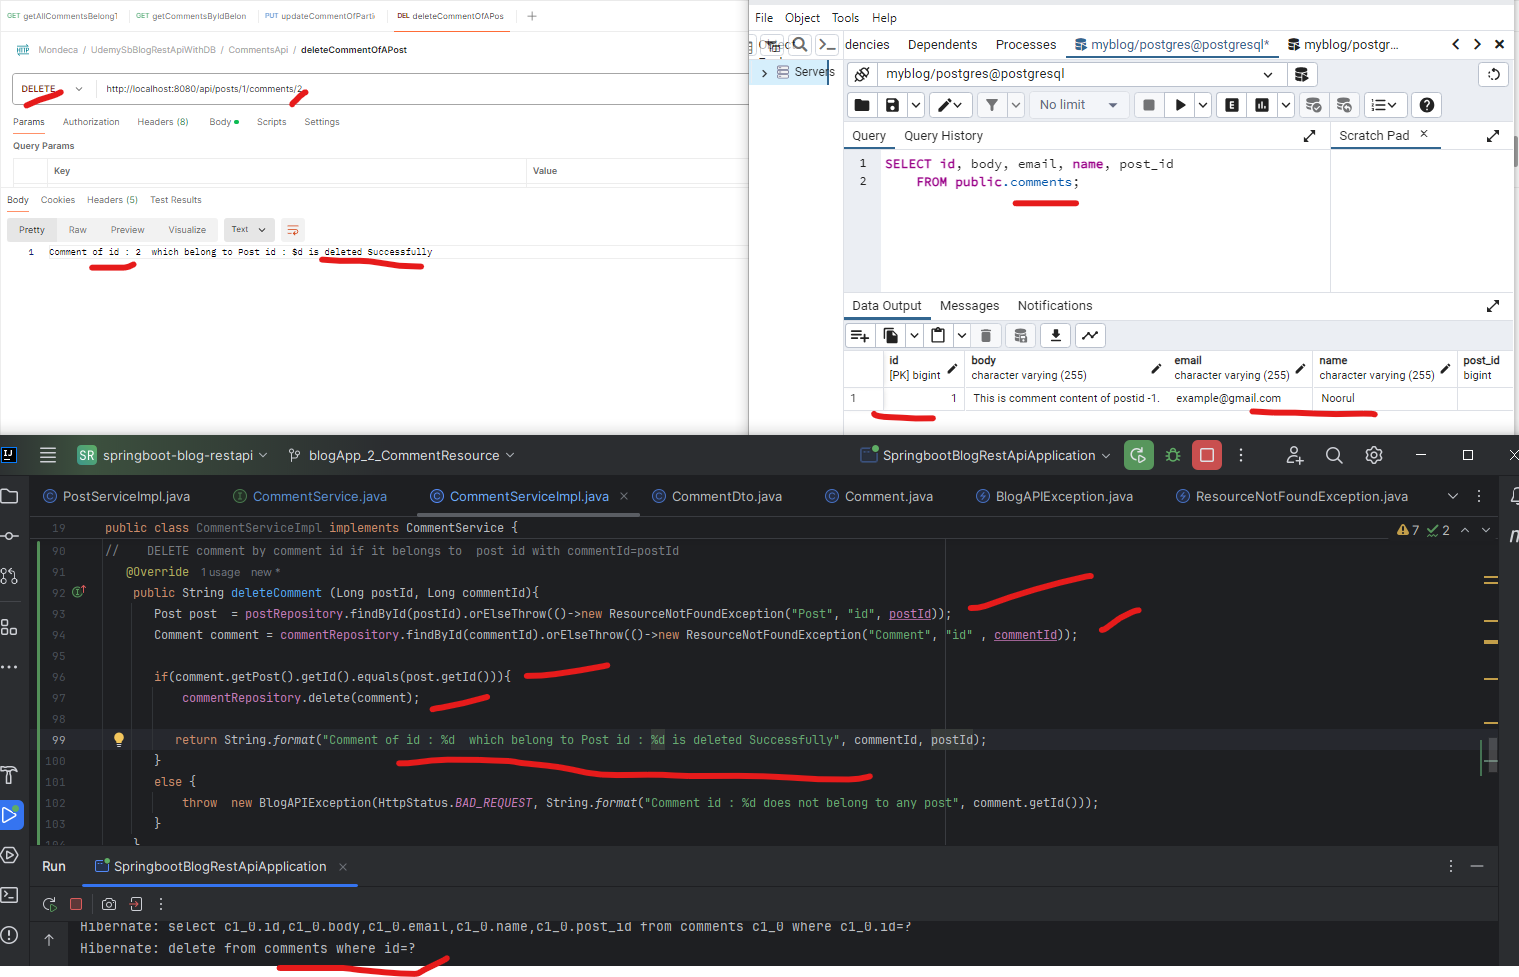 GET getAllCommentsBelongT
GET getCommentsByIdBelon
PUT updateCommentOfParti
DEL deleteCommentOfAPos
HTTP Mondeca / UdemySbBlogRestApiWithDB / CommentsApi / deleteCommentOfAPost
DELETE http://localhost:8080/api/posts/1/comments/2
Params Authorization Headers (8) Body Scripts Settings
Query Params
Key Value
Body Cookies Headers (5) Test Results
Pretty Raw Preview Visualize Text
1 Comment of id : 2  which belong to Post id : $d is deleted Successfully
File Object Tools Help
dencies Dependents Processes myblog/postgres@postgresql* myblog/postgr...
Servers
myblog/postgres@postgresql
No limit
E
Query Query History Scratch Pad
1 SELECT id, body, email, name, post_id
2 FROM public.comments;
Data Output Messages Notifications
id body email name post_id
[PK] bigint character varying (255) character varying (255) character varying (255) bigint
1 1 This is comment content of postid -1. example@gmail.com Noorul
IJ SR springboot-blog-restapi blogApp_2_CommentResource SpringbootBlogRestApiApplication
PostServiceImpl.java CommentService.java CommentServiceImpl.java CommentDto.java Comment.java BlogAPIException.java ResourceNotFoundException.java
19 public class CommentServiceImpl implements CommentService {
7 2
90 // DELETE comment by comment id if it belongs to  post id with commentId=postId
91 @Override 1 usage new *
92 public String deleteComment (Long postId, Long commentId){
93 Post post  = postRepository.findById(postId).orElseThrow(()->new ResourceNotFoundException("Post", "id", postId));
94 Comment comment = commentRepository.findById(commentId).orElseThrow(()->new ResourceNotFoundException("Comment", "id" , commentId));
95
96 if(comment.getPost().getId().equals(post.getId())){
97 commentRepository.delete(comment);
98
99 return String.format("Comment of id : %d  which belong to Post id : %d is deleted Successfully", commentId, postId);
100 }
101 else {
102 throw  new BlogAPIException(HttpStatus.BAD_REQUEST, String.format("Comment id : %d does not belong to any post", comment.getId()));
103 }
}
Run SpringbootBlogRestApiApplication
Hibernate: select c1_0.id,c1_0.body,c1_0.email,c1_0.name,c1_0.post_id from comments c1_0 where c1_0.id=?
Hibernate: delete from comments where id=?